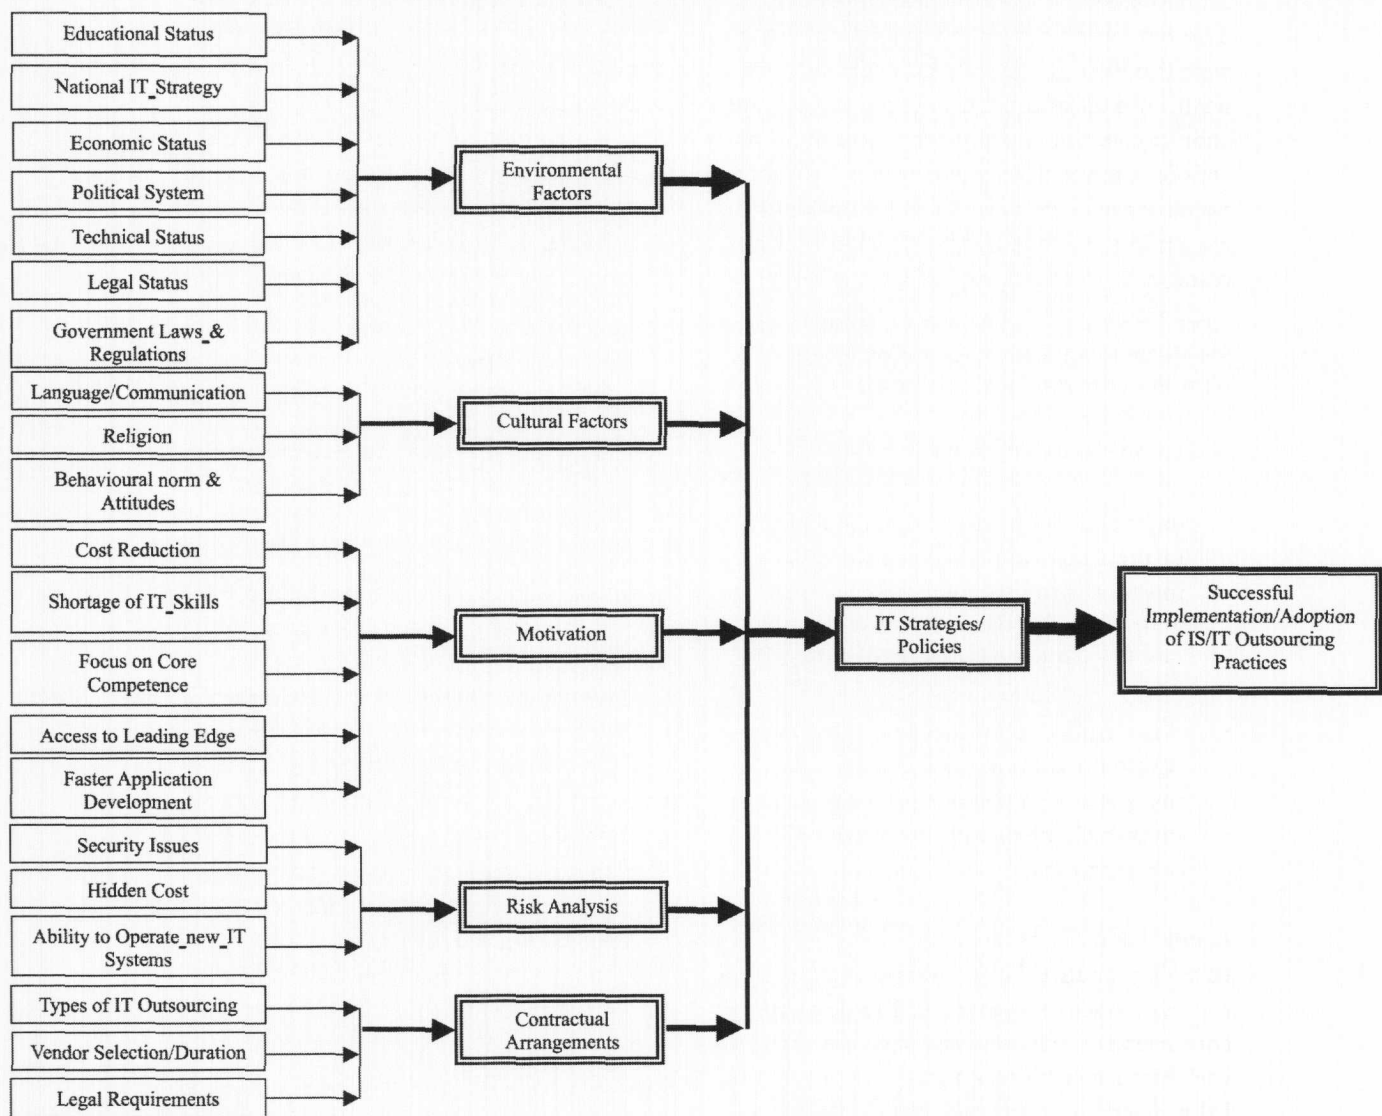 Educational Status
National IT_Strategy
Economic Status
Political System
Technical Status
Legal Status
Government Laws_&
Regulations
Language/Communication
Religion
Behavioural norm &
Attitudes
Cost Reduction
Shortage of IT_Skills
Focus on Core
Competence
Access to Leading Edge
Faster Application
Development
Security Issues
Hidden Cost
Ability to Operate_new_IT
Systems
Types of IT Outsourcing
Vendor Selection/Duration
Legal Requirements
Environmental
Factors
Cultural Factors
Motivation
Risk Analysis
Contractual
Arrangements
IT Strategies/
Policies
Successful
Implementation/Adoption
of IS/IT Outsourcing
Practices